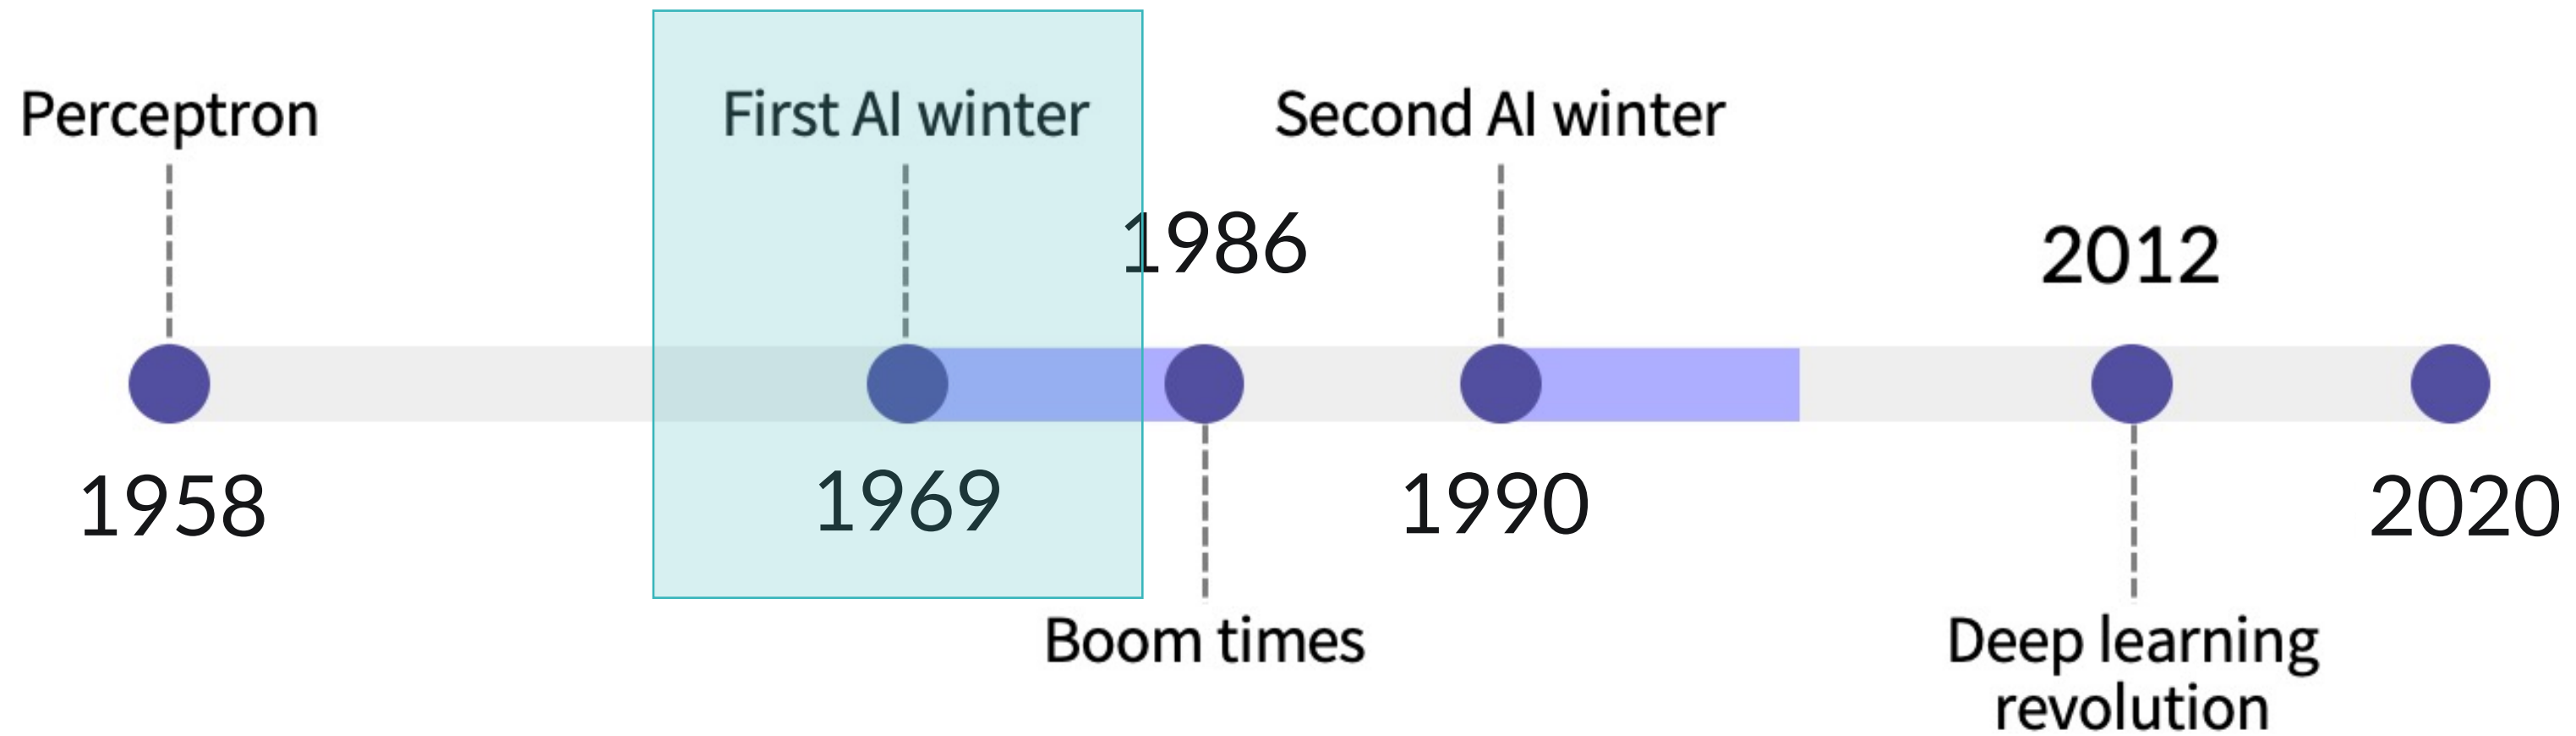 Perceptron
First AI winter
Second AI winter
1986
2012
1958
1969
1990
2020
Boom times
Deep learning
revolution